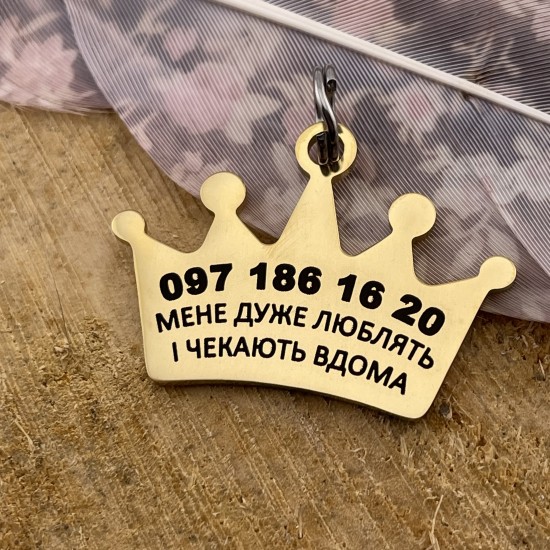 097 186 16 20
МЕНЕ ДУЖЕ ЛЮБЛЯТЬ
І ЧЕКАЮТЬ ВДОМА